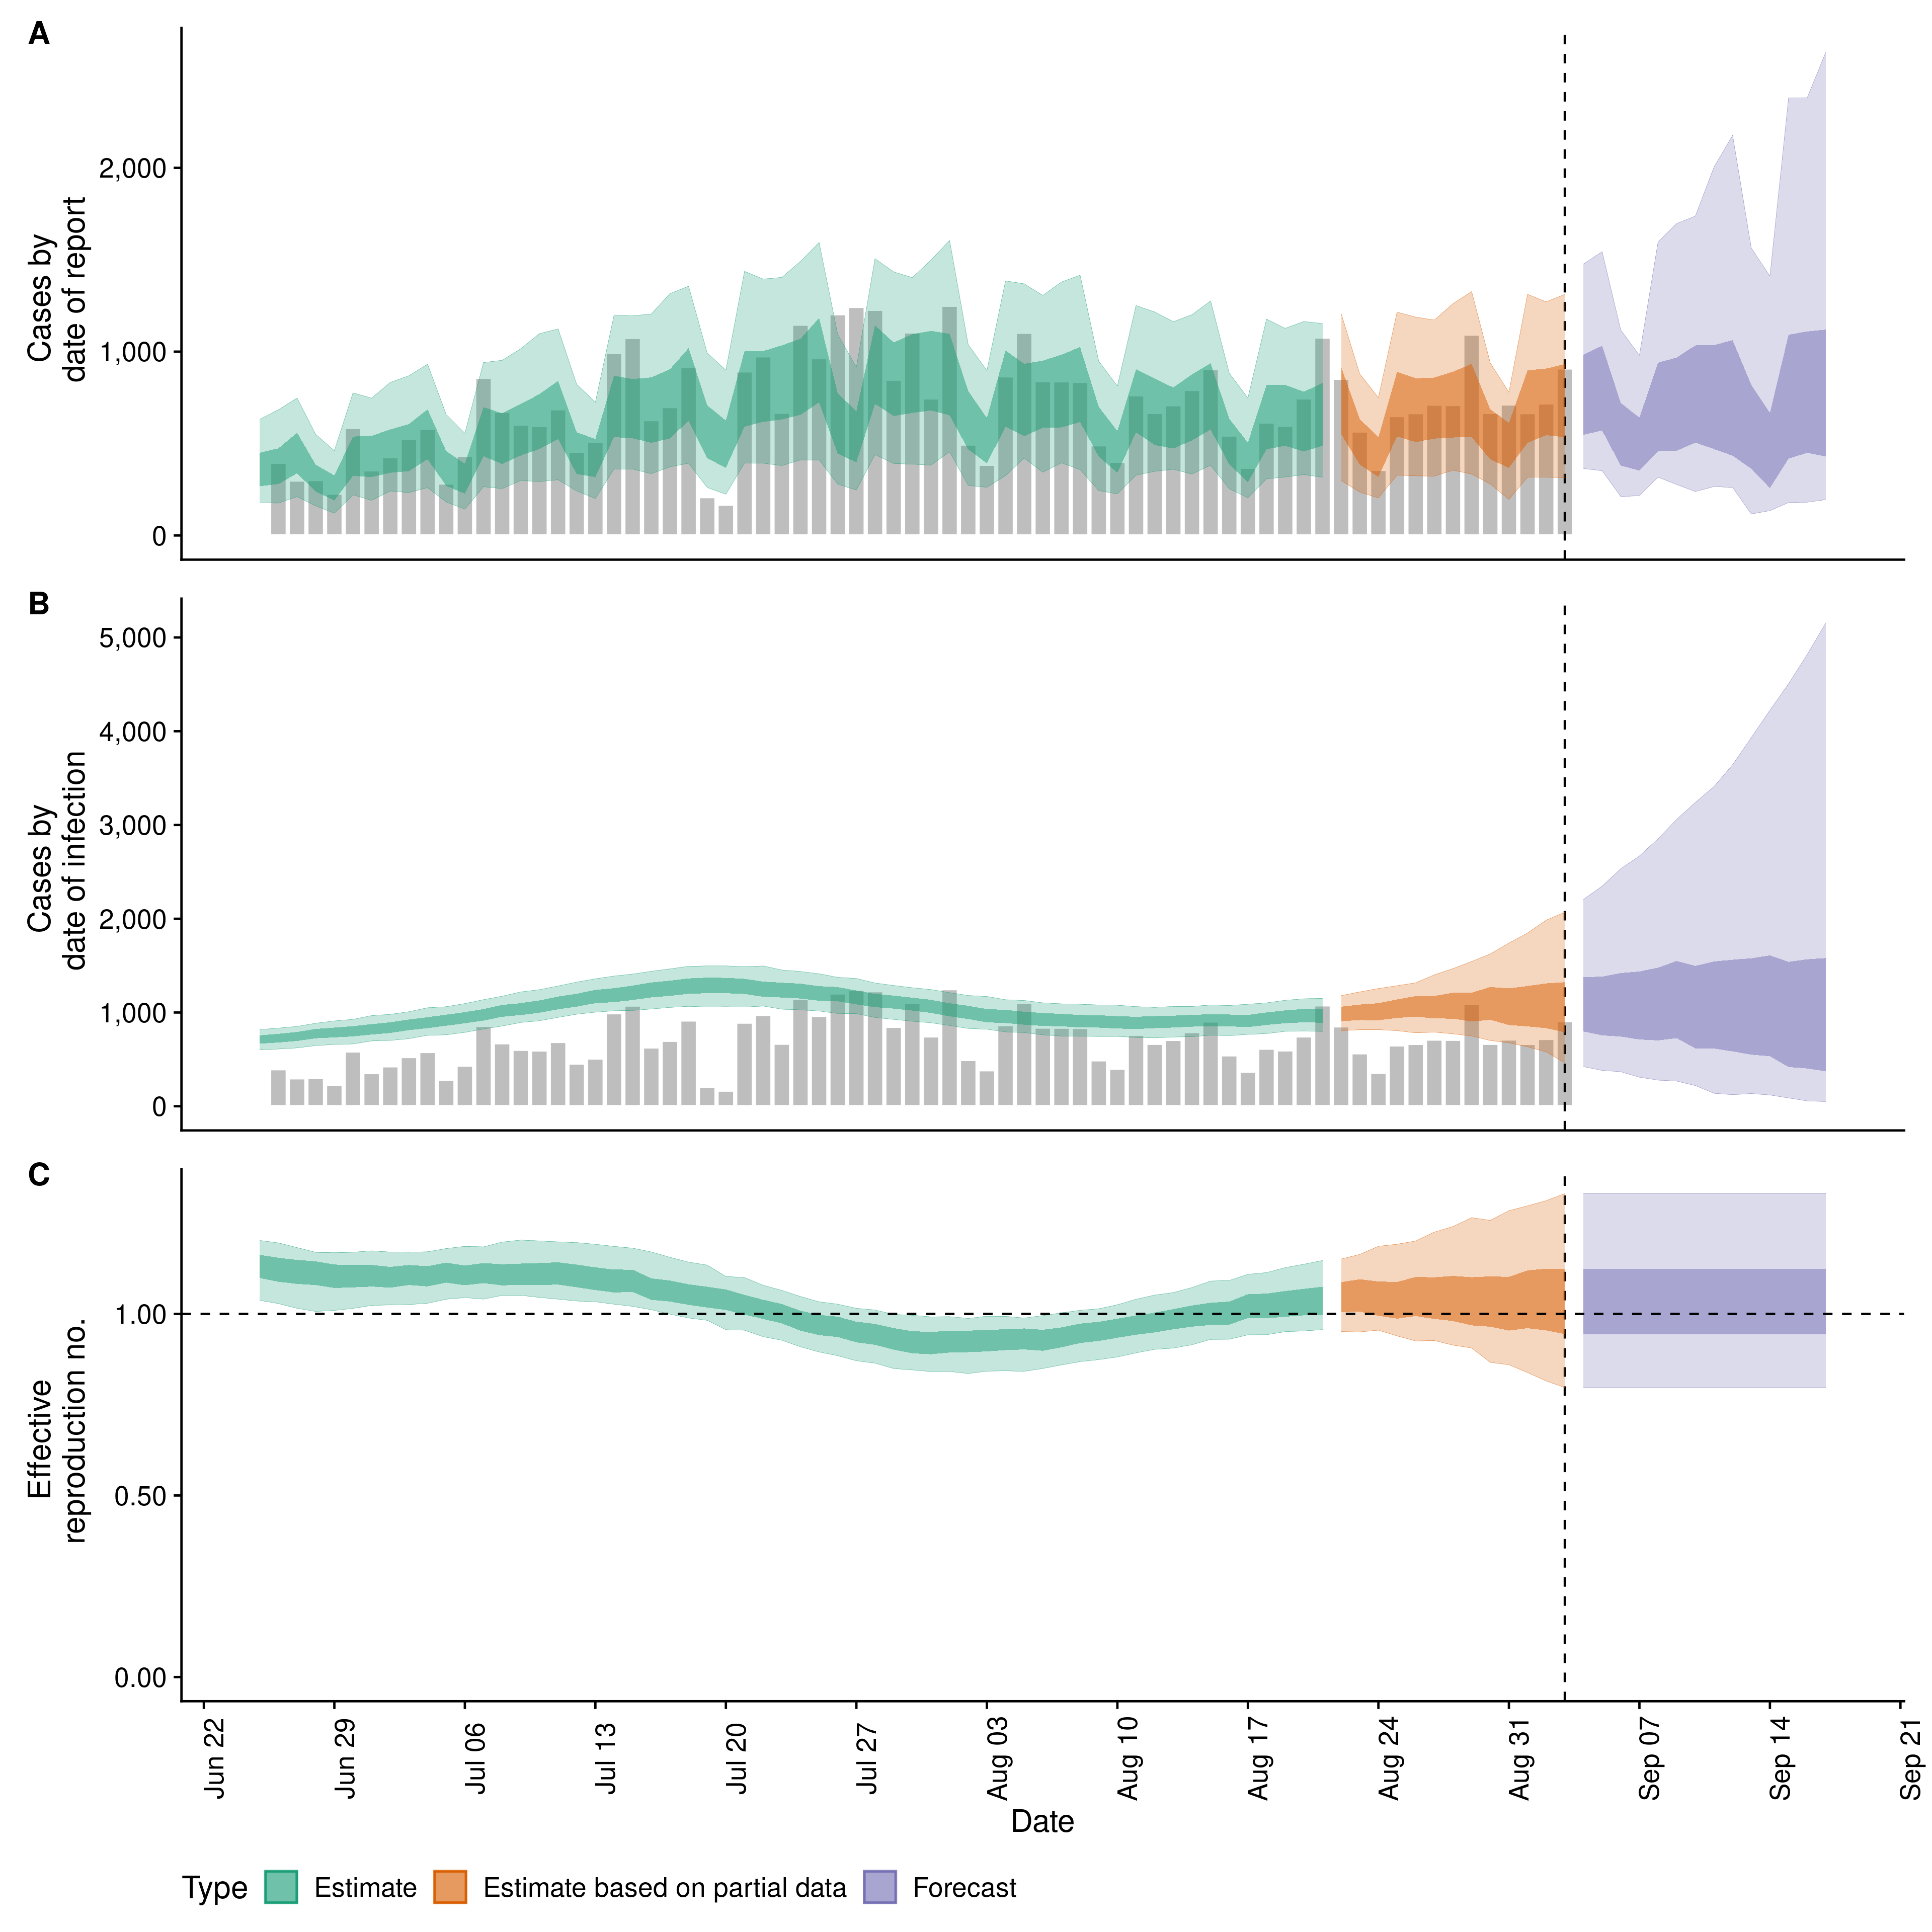 A
Cases by
date of report
2,000
1,000
0
B
Cases by
date of infection
5,000
4,000
3,000
2,000
1,000
0
C
Effective
reproduction no.
1.00
0.50
0.00
Jun 22
Jun 29
Jul 06
Jul 13
Jul 20
Jul 27
Aug 03
Aug 10
Aug 17
Aug 24
Aug 31
Sep 07
Sep 14
Sep 21
Date
Type Estimate Estimate based on partial data Forecast